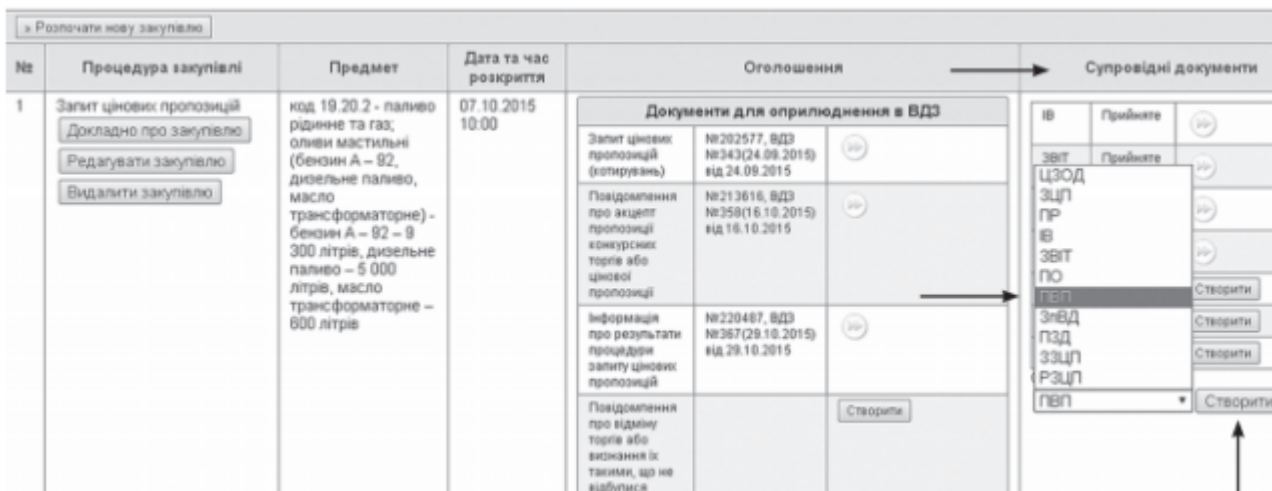 » Розпочати нову закупівлю
№
Процедура закупівлі
Предмет
Дата та час
розкриття
Оголошення
Супровідні документи
1
Запит цінових пропозицій
Докладно про закупівлю
Редагувати закупівлю
Видалити закупівлю
код 19.20.2 - паливо
рідинне та газ;
оливи мастильні
(бензин А – 92,
дизельне паливо,
масло
трансформаторне) -
бензин А – 92 – 9
300 літрів, дизельне
паливо – 5 000
літрів, масло
трансформаторне –
600 літрів
07.10.2015
10:00
Документи для оприлюднення в ВДЗ
Запит цінових
пропозицій
(котирувань)
№202577, ВДЗ
№343(24.09.2015)
від 24.09.2015
Повідомлення
про акцепт
пропозиції
конкурсних
торгів або
цінової
пропозиції
№213616, ВДЗ
№358(16.10.2015)
від 16.10.2015
Інформація
про результати
процедури
запиту цінових
пропозицій
№220487, ВДЗ
№367(29.10.2015)
від 29.10.2015
Повідомлення
про відміну
торгів або
визнання їх
такими, що не
відбулися
Створити
ІВ
Прийняте
ЗВІТ
Прийняте
ЦЗОД
ЗЦП
ПР
ІВ
ЗВІТ
ПО
ПВП
ЗпВД
ПЗД
ЗЗЦП
РЗЦП
Створити
Створити
Створити
ПВП
Створити